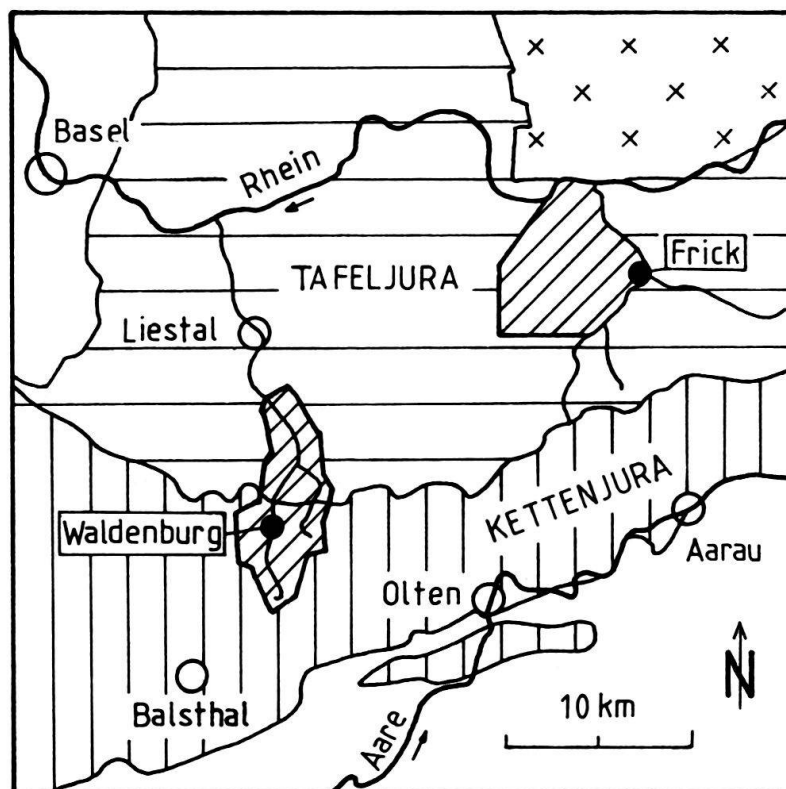 Basel
Rhein
Frick
TAFELJURA
Liestal
KETTENJURA
Waldenburg
Aarau
Olten
N
Balsthal
10 km
Aare